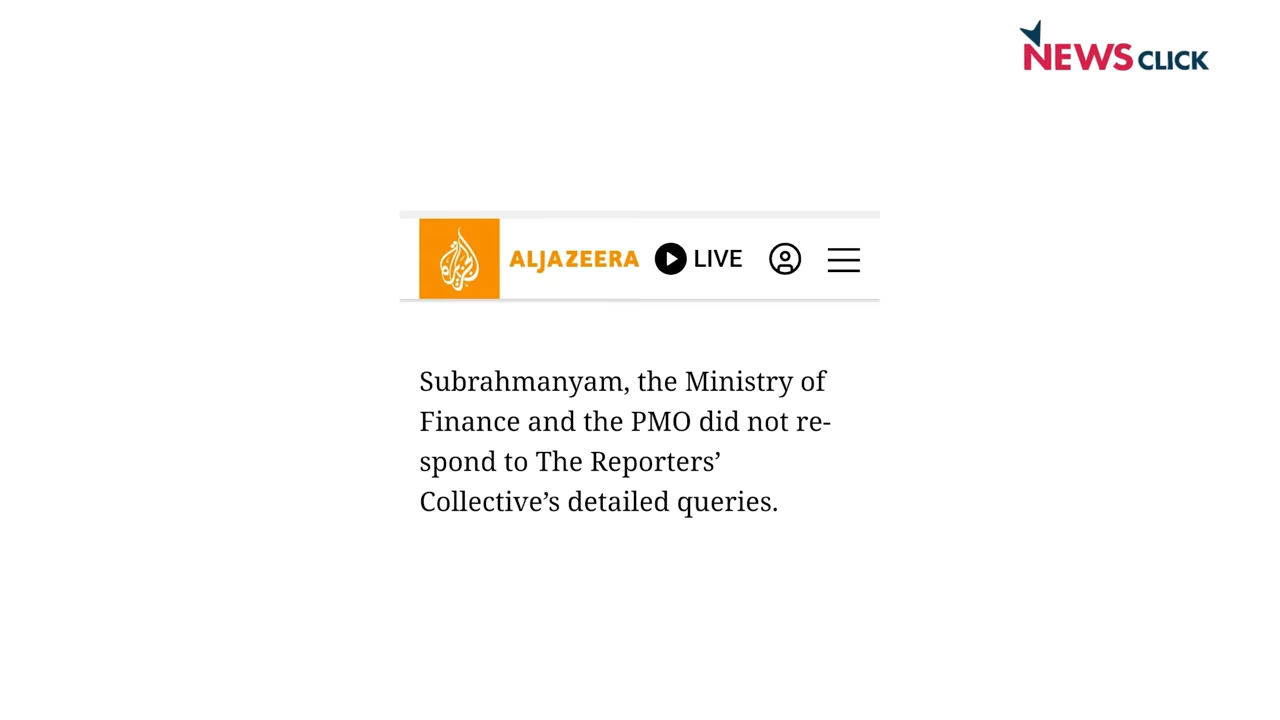 NEWS CLICK
ALJAZEERA LIVE
Subrahmanyam, the Ministry of
Finance and the PMO did not re-
spond to The Reporters’
Collective’s detailed queries.